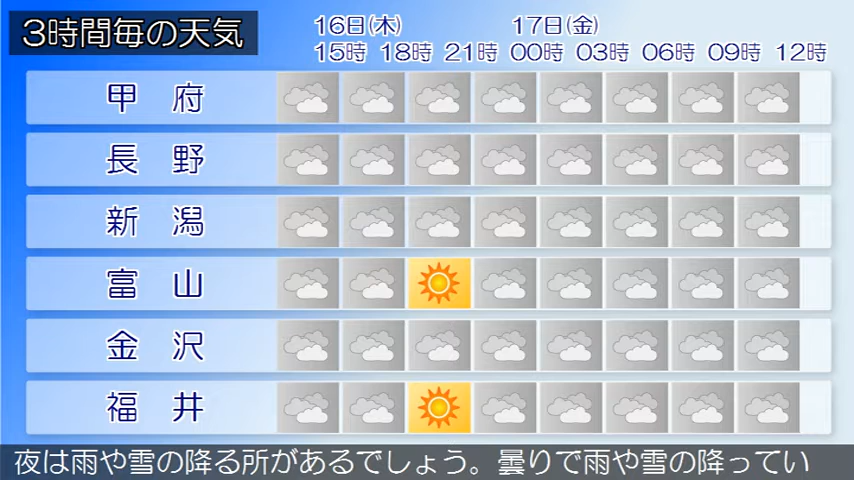 3時間毎の天気
16日(木) 17日(金)
15時 18時 21時 00時 03時 06時 09時 12時
甲府
長野
新潟
富山
金沢
福井
夜は雨や雪の降る所があるでしょう。曇りで雨や雪の降ってい